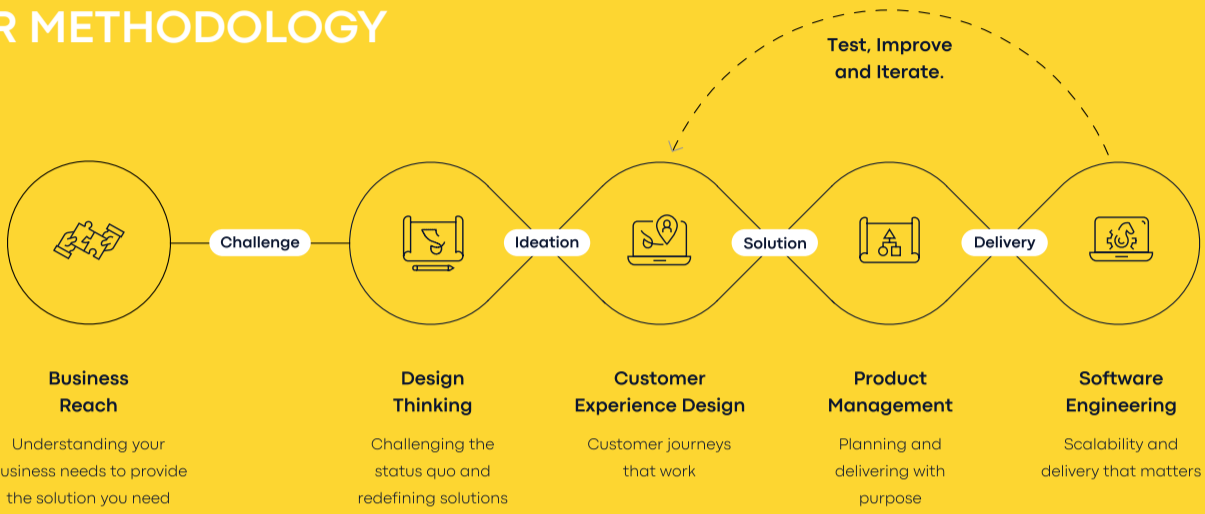 R METHODOLOGY
Test, Improve
and Iterate.
Challenge
Ideation
Solution
Delivery
Business
Reach
Understanding your
usiness needs to provide
the solution you need
Design
Thinking
Challenging the
status quo and
redefining solutions
Customer
Experience Design
Customer journeys
that work
Product
Management
Planning and
delivering with
purpose
Software
Engineering
Scalability and
delivery that matters